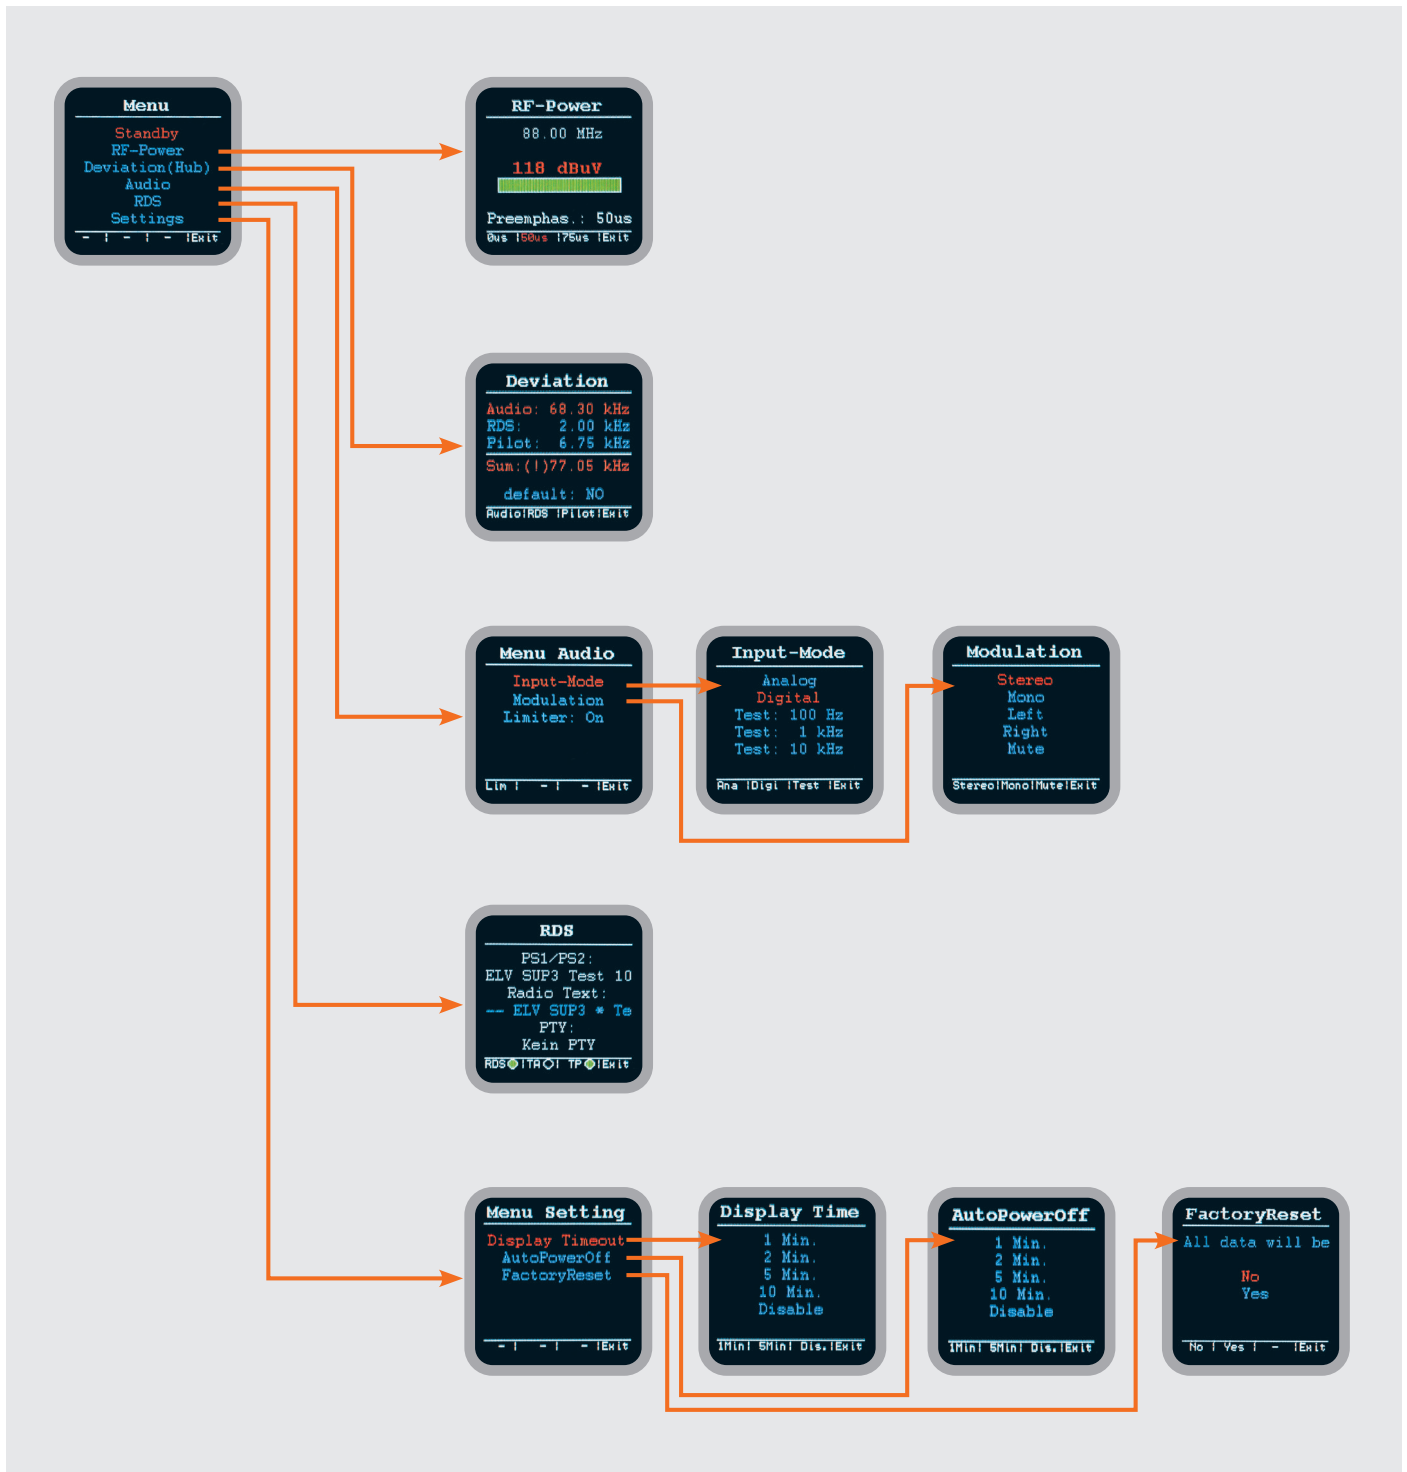 Menu
Standby
RF-Power
Deviation(Hub)
Audio
RDS
Settings
- | - | - |Exit
RF-Power
88.00 MHz
118 dBuV
Preemphas.: 50us
0us |50us |75us |Exit
Deviation
Audio: 68.30 kHz
RDS: 2.00 kHz
Pilot: 6.75 kHz
Sum:(!)77.05 kHz
default: NO
Audio|RDS |Pilot|Exit
Menu Audio
Input-Mode
Modulation
Limiter: On
Lim | - | - |Exit
Input-Mode
Analog
Digital
Test: 100 Hz
Test: 1 kHz
Test: 10 kHz
Ana |Digi |Test |Exit
Modulation
Stereo
Mono
Left
Right
Mute
Stereo|Mono|Mute|Exit
RDS
PS1/PS2:
ELV SUP3 Test 10
Radio Text:
-- ELV SUP3 * Te
PTY:
Kein PTY
RDS |TA | TP |Exit
Menu Setting
Display Timeout
AutoPowerOff
FactoryReset
- | - | - |Exit
Display Time
1 Min.
2 Min.
5 Min.
10 Min.
Disable
1Min| 5Min| Dis.|Exit
AutoPowerOff
1 Min.
2 Min.
5 Min.
10 Min.
Disable
1Min| 5Min| Dis.|Exit
FactoryReset
All data will be
No
Yes
No | Yes | - |Exit